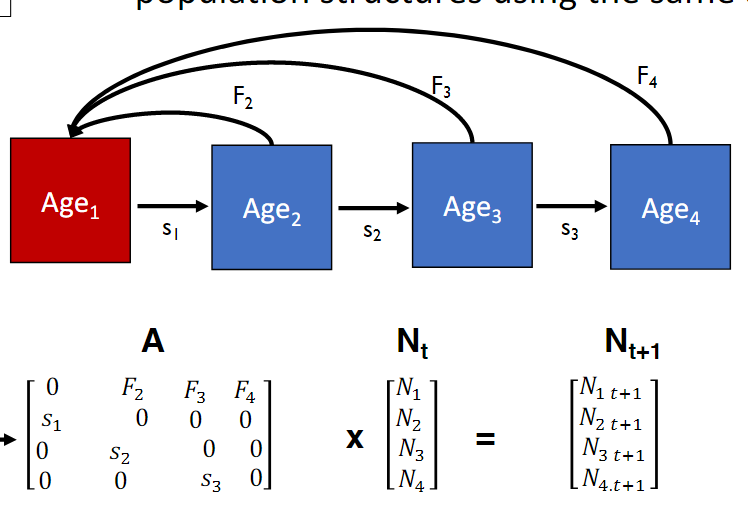 population structures using the same
F₂ F₃ F₄
Age₁ Age₂ Age₃ Age₄
s₁ s₂ s₃
A Nₜ Nₜ₊₁
0 F₂ F₃ F₄ N₁ N₁ ₜ₊₁
s₁ 0 0 0 N₂ N₂ ₜ₊₁
0 s₂ 0 0 x N₃ = N₃ ₜ₊₁
0 0 s₃ 0 N₄ N₄.ₜ₊₁